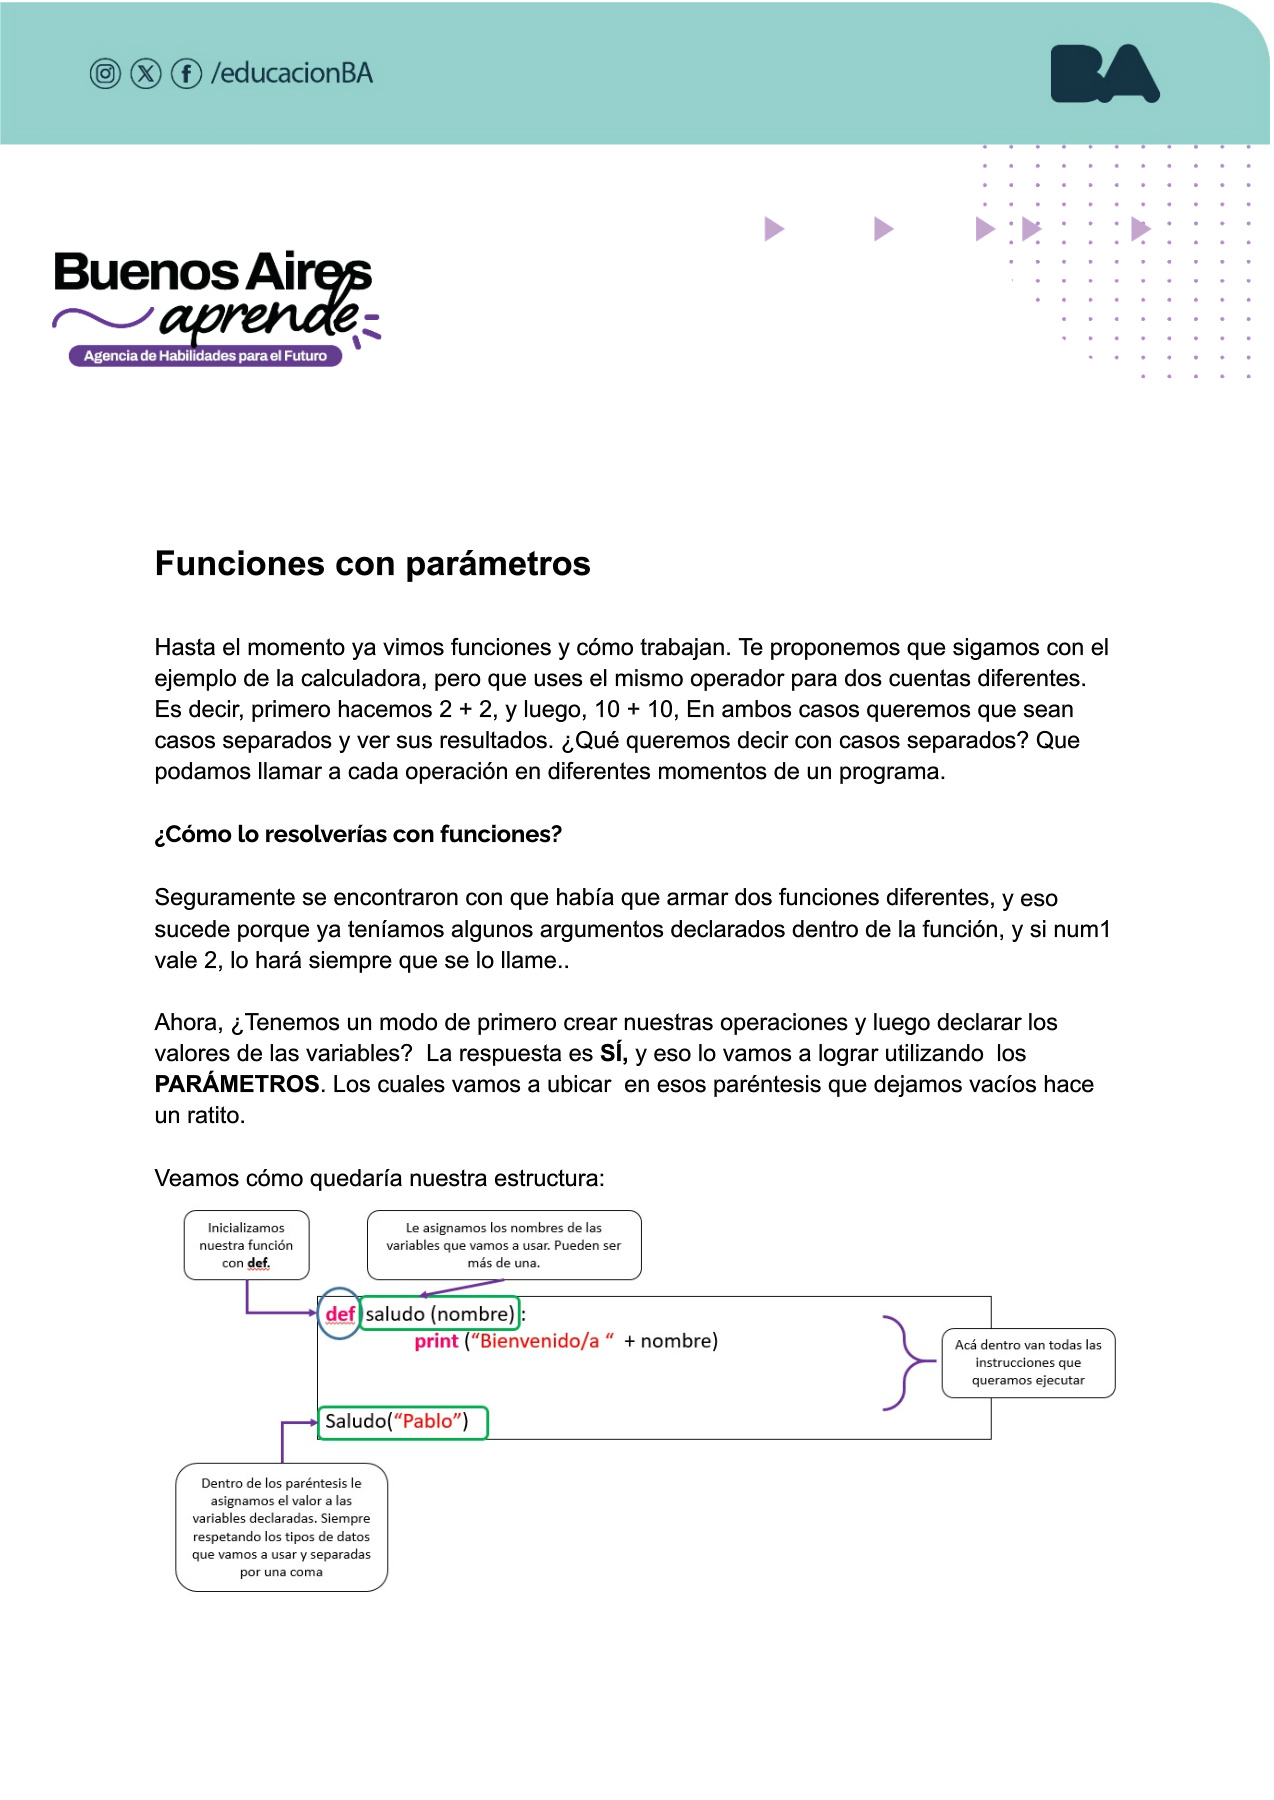 /educacionBA
BA
Buenos Aires
aprende
Agencia de Habilidades para el Futuro
Funciones con parámetros
Hasta el momento ya vimos funciones y cómo trabajan. Te proponemos que sigamos con el
ejemplo de la calculadora, pero que uses el mismo operador para dos cuentas diferentes.
Es decir, primero hacemos 2 + 2, y luego, 10 + 10, En ambos casos queremos que sean
casos separados y ver sus resultados. ¿Qué queremos decir con casos separados? Que
podamos llamar a cada operación en diferentes momentos de un programa.
¿Cómo lo resolverías con funciones?
Seguramente se encontraron con que había que armar dos funciones diferentes, y eso
sucede porque ya teníamos algunos argumentos declarados dentro de la función, y si num1
vale 2, lo hará siempre que se lo llame..
Ahora, ¿Tenemos un modo de primero crear nuestras operaciones y luego declarar los
valores de las variables?  La respuesta es SÍ, y eso lo vamos a lograr utilizando  los
PARÁMETROS. Los cuales vamos a ubicar  en esos paréntesis que dejamos vacíos hace
un ratito.
Veamos cómo quedaría nuestra estructura:
Inicializamos
nuestra función
con def.
Le asignamos los nombres de las
variables que vamos a usar. Pueden ser
más de una.
def saludo (nombre) :
print (“Bienvenido/a “  + nombre)
Acá dentro van todas las
instrucciones que
queramos ejecutar
Saludo(“Pablo”)
Dentro de los paréntesis le
asignamos el valor a las
variables declaradas. Siempre
respetando los tipos de datos
que vamos a usar y separadas
por una coma